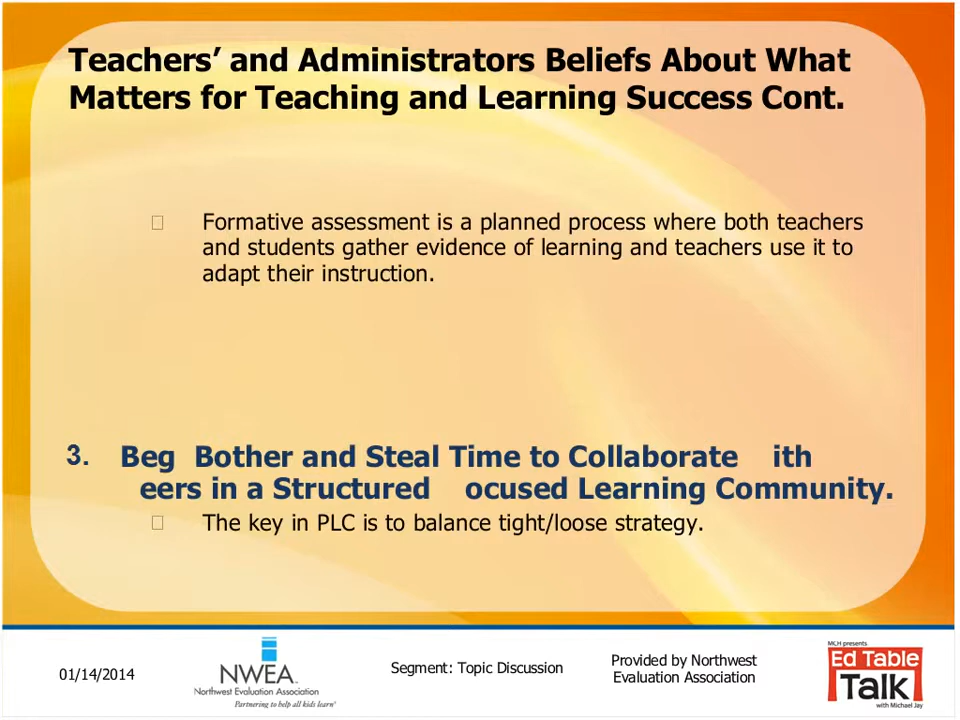 Teachers’ and Administrators Beliefs About What
Matters for Teaching and Learning Success Cont.
Formative assessment is a planned process where both teachers
and students gather evidence of learning and teachers use it to
adapt their instruction.
3. Beg Bother and Steal Time to Collaborate ith
eers in a Structured ocused Learning Community.
The key in PLC is to balance tight/loose strategy.
01/14/2014
NWEA™
Northwest Evaluation Association
Partnering to help all kids learn®
Segment: Topic Discussion
Provided by Northwest
Evaluation Association
MCH presents
Ed Table
Talk
with Michael Jay